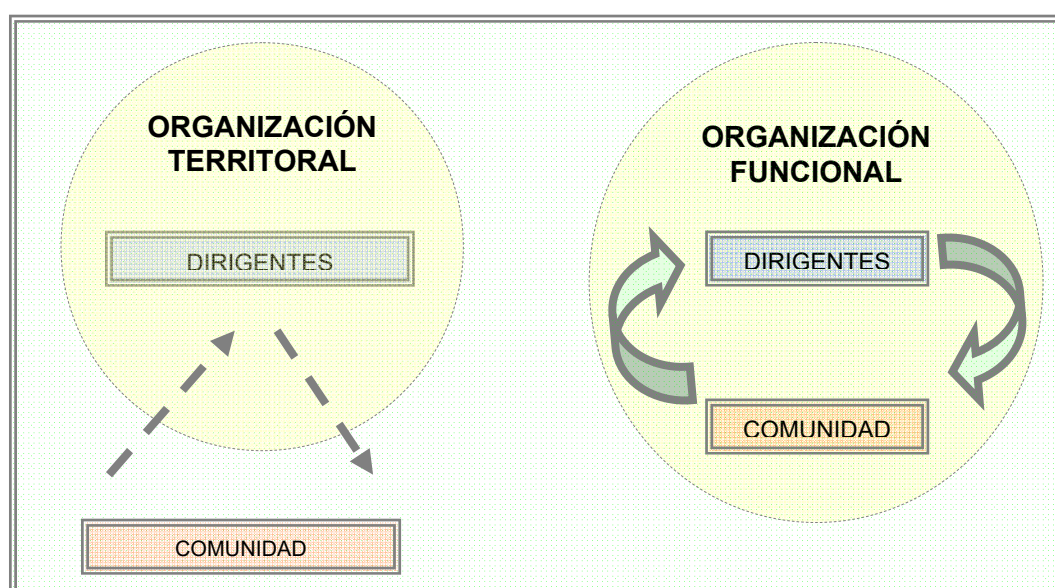 ORGANIZACIÓN
TERRITORAL
DIRIGENTES
COMUNIDAD
ORGANIZACIÓN
FUNCIONAL
DIRIGENTES
COMUNIDAD